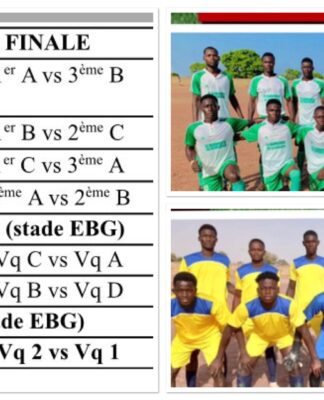 FINALE
er A vs 3ème B
er B vs 2ème C
er C vs 3ème A
ème A vs 2ème B
(stade EBG)
Vq C vs Vq A
Vq B vs Vq D
de EBG)
Vq 2 vs Vq 1